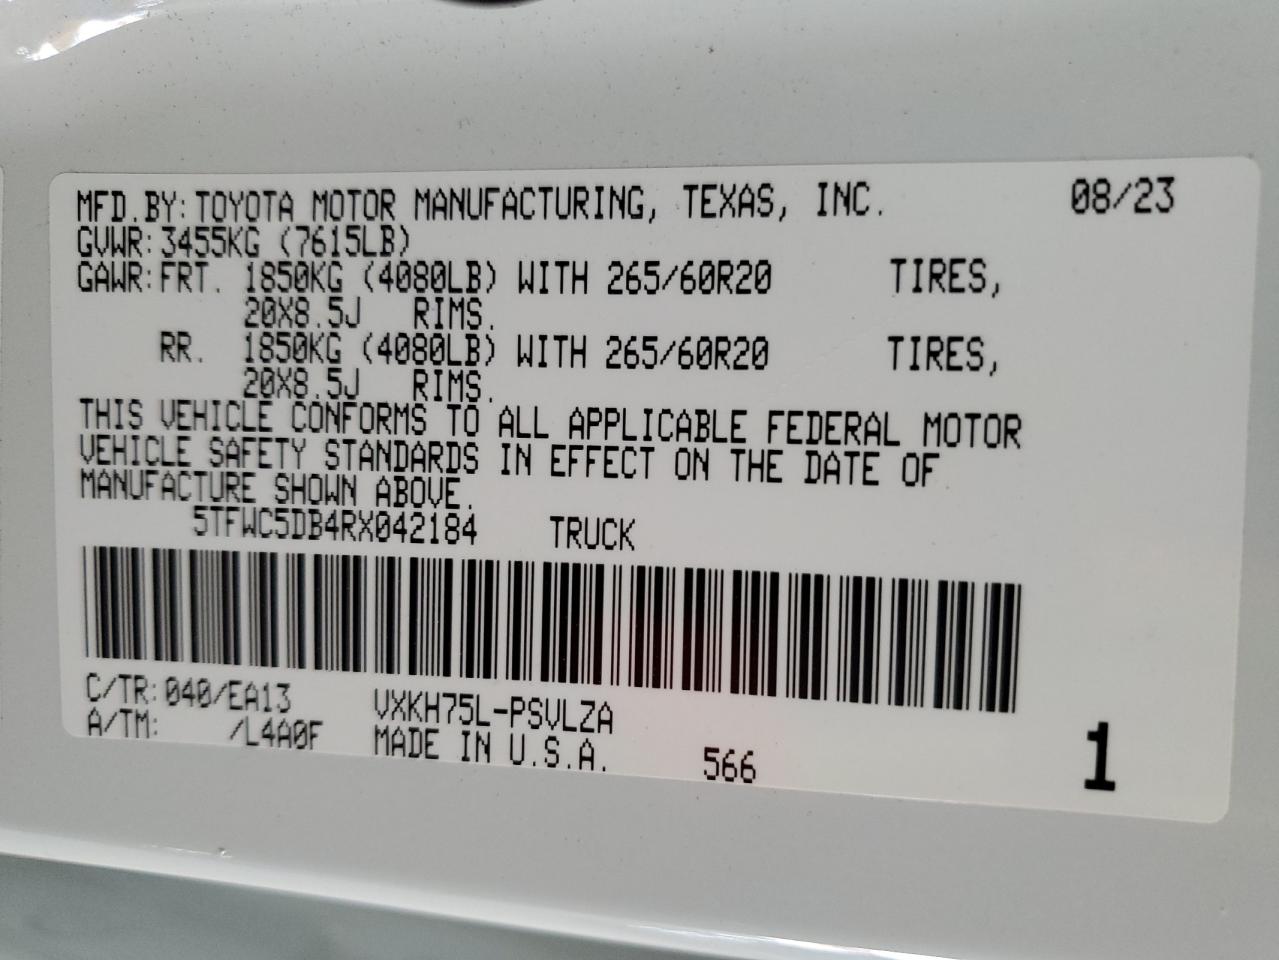 MFD.BY: TOYOTA MOTOR MANUFACTURING, TEXAS, INC. 08/23
GVWR: 3455KG (7615LB)
GAWR: FRT. 1850KG (4080LB) WITH 265/60R20 TIRES,
20X8.5J RIMS.
RR. 1850KG (4080LB) WITH 265/60R20 TIRES,
20X8.5J RIMS.
THIS VEHICLE CONFORMS TO ALL APPLICABLE FEDERAL MOTOR
VEHICLE SAFETY STANDARDS IN EFFECT ON THE DATE OF
MANUFACTURE SHOWN ABOVE.
5TFWC5DB4RX042184 TRUCK
C/TR: 040/EA13 VXKH75L-PSVLZA
A/TM: /L4A0F MADE IN U.S.A. 566 1